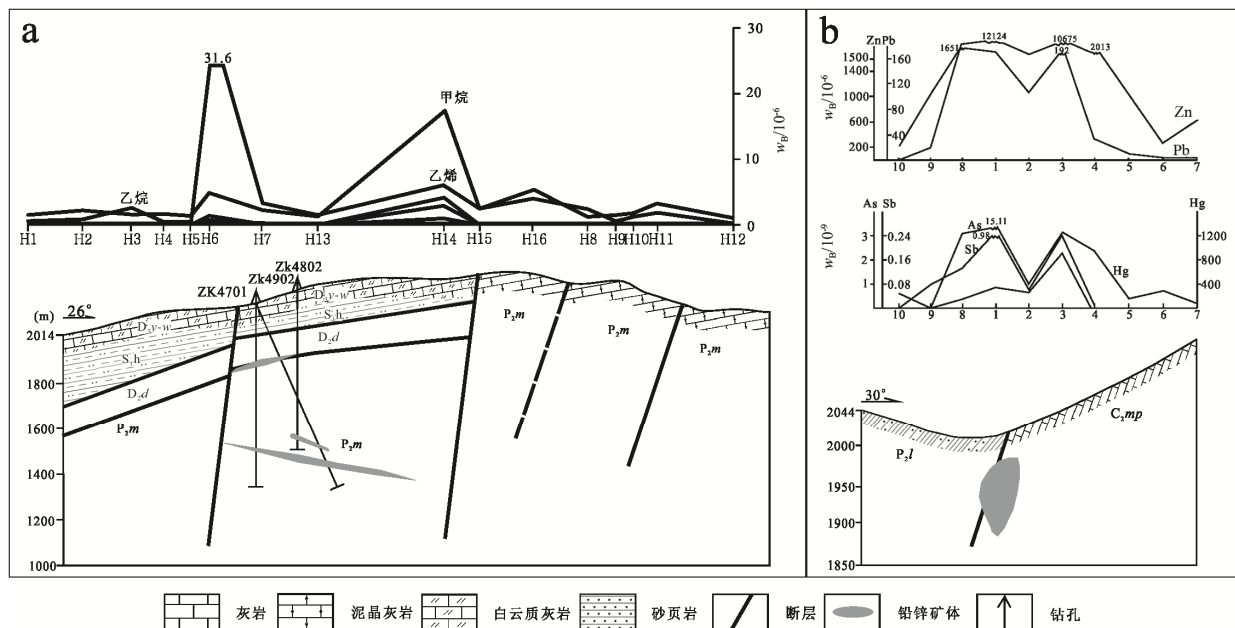 a
30
20
10
0
w_B/10^-6
31.6
甲烷
乙烷
乙烯
H1 H2 H3 H4 H5 H6 H7 H13 H14 H15 H16 H8 H9 H10 H11 H12
Zk4802
Zk4902
ZK4701
26°
(m)
2014
1800
1600
1400
1200
1000
S₁h
S₁h
D₂d
D₂d
P₂m
P₂m
P₂m
P₂m
P₂m
b
Zn Pb
1500 160
1400
1000 80
600 40
200
w_B/10^-6
1651 12124 10675 2013
192
Zn
Pb
10 9 8 1 2 3 4 5 6 7
As Sb
Hg
3 0.24
2 0.16
1 0.08
1200
800
400
w_B/10^-9
As 15.11
0.98
Sb
Hg
10 9 8 1 2 3 4 5 6 7
30°
2044
2000
1950
1900
1850
P₂l
C₂mp
灰岩 泥晶灰岩 白云质灰岩 砂页岩 断层 铅锌矿体 钻孔